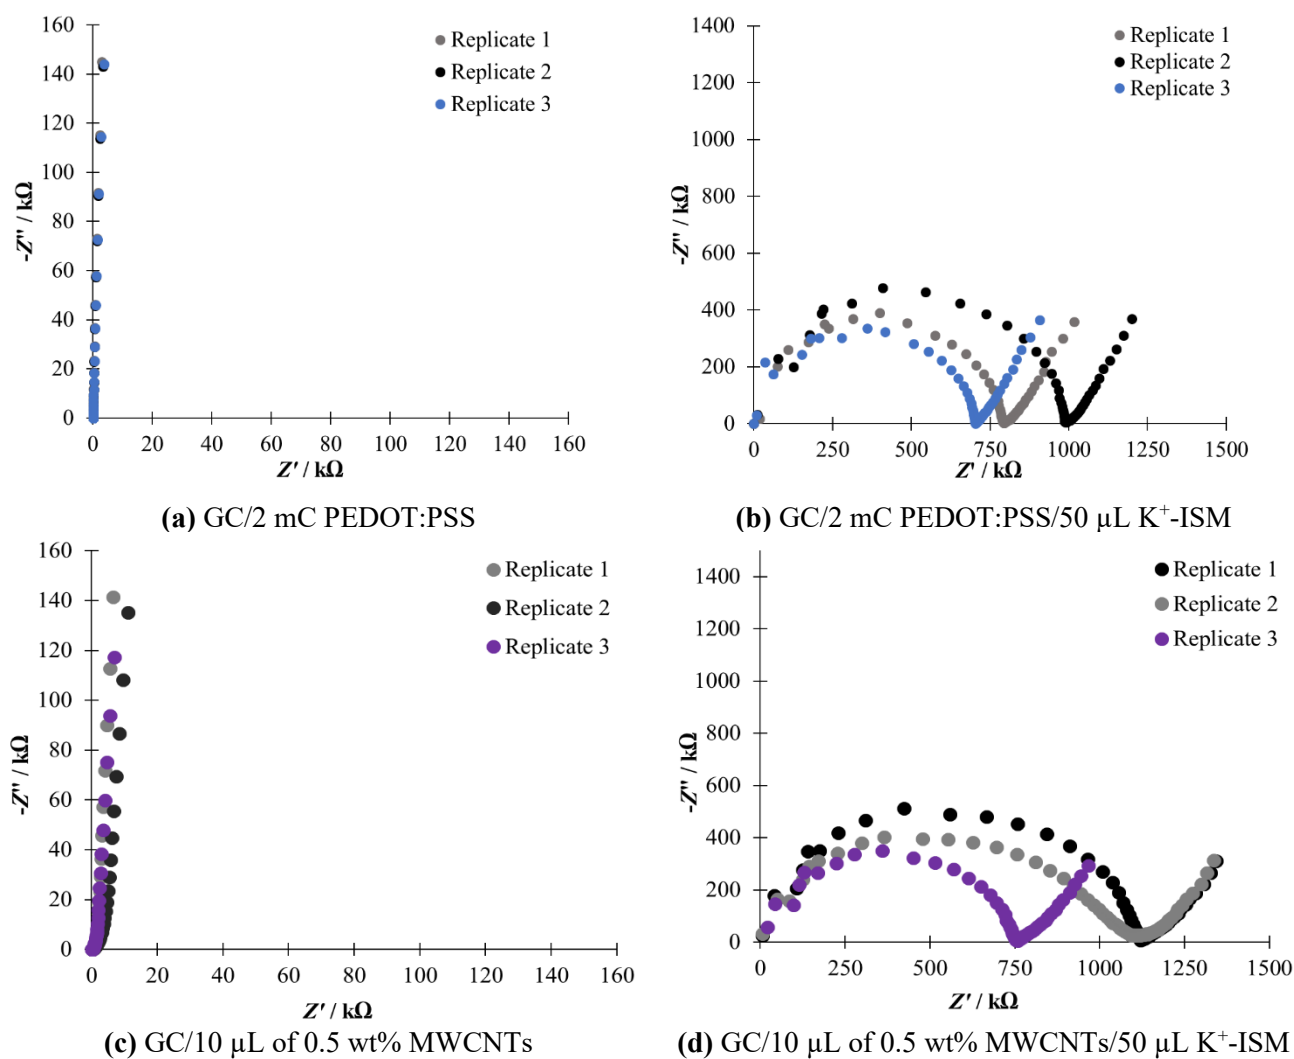 160
140
120
100
80
60
40
20
0
-Z" / kΩ
Replicate 1
Replicate 2
Replicate 3
0 20 40 60 80 100 120 140 160
Z' / kΩ
(a) GC/2 mC PEDOT:PSS
1400
1200
1000
800
600
400
200
0
-Z" / kΩ
Replicate 1
Replicate 2
Replicate 3
0 250 500 750 1000 1250 1500
Z' / kΩ
(b) GC/2 mC PEDOT:PSS/50 µL K⁺-ISM
160
140
120
100
80
60
40
20
0
-Z" / kΩ
Replicate 1
Replicate 2
Replicate 3
0 20 40 60 80 100 120 140 160
Z' / kΩ
(c) GC/10 µL of 0.5 wt% MWCNTs
1400
1200
1000
800
600
400
200
0
-Z" / kΩ
Replicate 1
Replicate 2
Replicate 3
0 250 500 750 1000 1250 1500
Z' / kΩ
(d) GC/10 µL of 0.5 wt% MWCNTs/50 µL K⁺-ISM